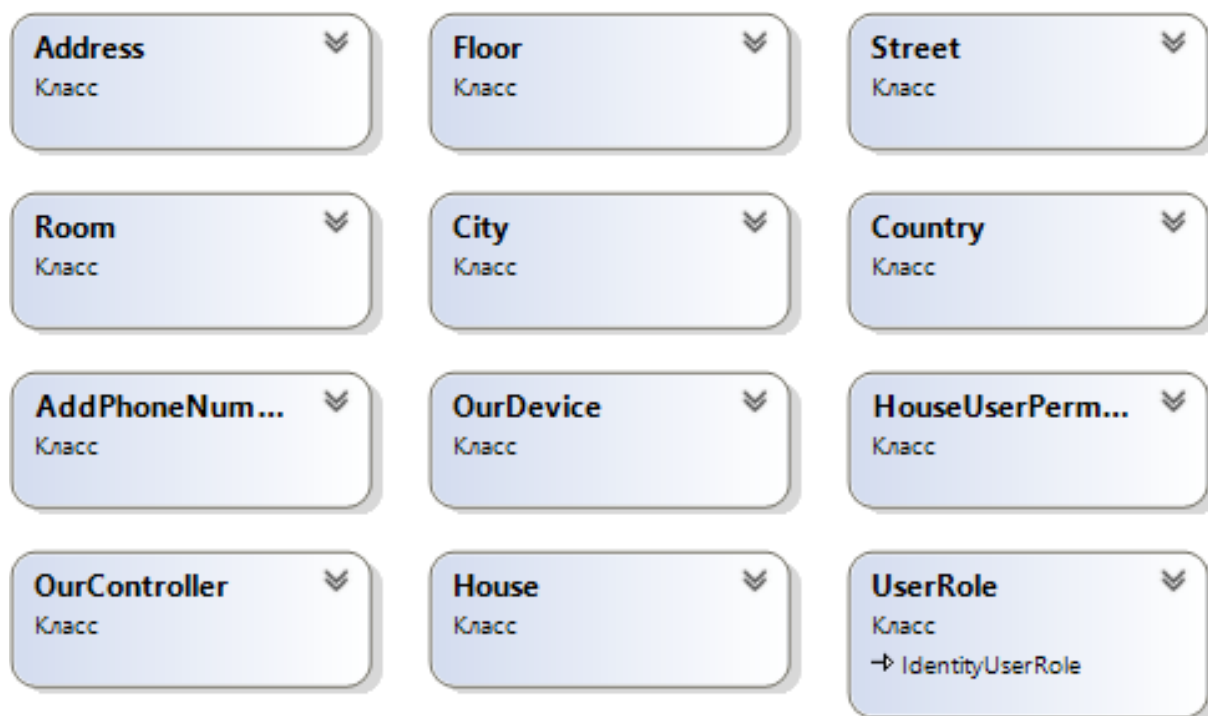 Address
Класс
Floor
Класс
Street
Класс
Room
Класс
City
Класс
Country
Класс
AddPhoneNum...
Класс
OurDevice
Класс
HouseUserPerm...
Класс
OurController
Класс
House
Класс
UserRole
Класс
IdentityUserRole